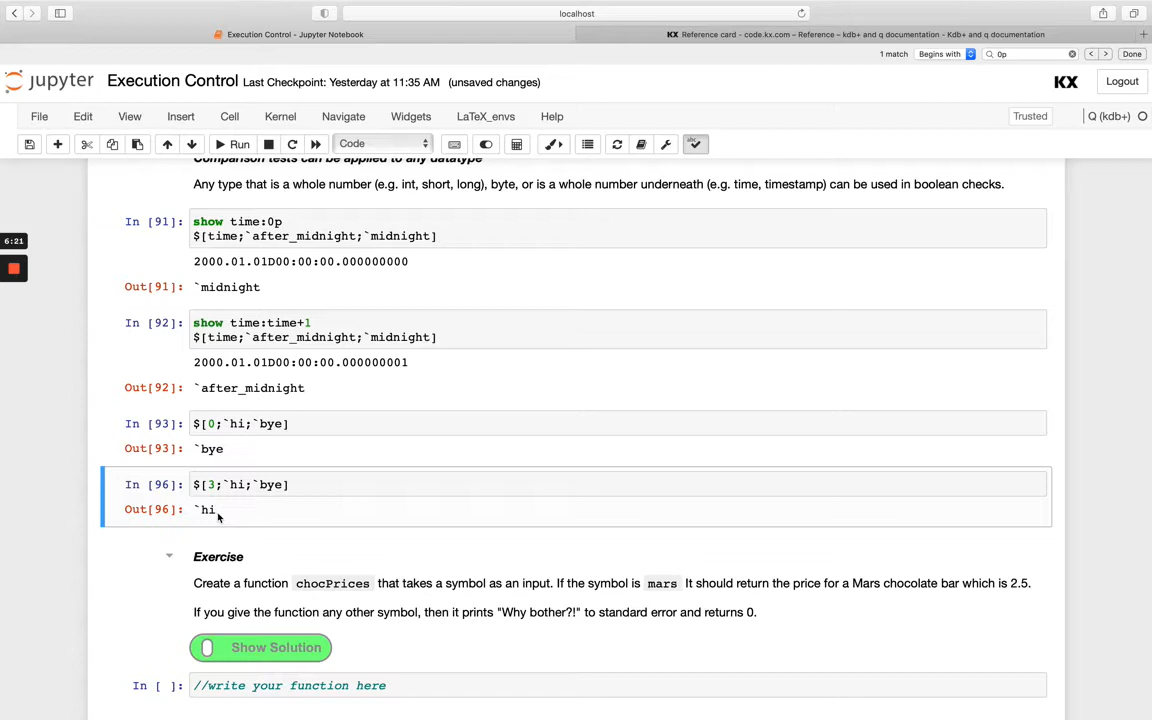 localhost
Execution Control - Jupyter Notebook
KX Reference card - code.kx.com – Reference – kdb+ and q documentation - Kdb+ and q documentation
1 match Begins with 0p Done
jupyter Execution Control Last Checkpoint: Yesterday at 11:35 AM (unsaved changes) KX Logout
File Edit View Insert Cell Kernel Navigate Widgets LaTeX_envs Help Trusted Q (kdb+)
Run Code
Comparison tests can be applied to any datatype
Any type that is a whole number (e.g. int, short, long), byte, or is a whole number underneath (e.g. time, timestamp) can be used in boolean checks.
In [91]: show time:0p
$[time;`after_midnight;`midnight]
6:21
2000.01.01D00:00:00.000000000
Out[91]: `midnight
In [92]: show time:time+1
$[time;`after_midnight;`midnight]
2000.01.01D00:00:00.000000001
Out[92]: `after_midnight
In [93]: $[0;`hi;`bye]
Out[93]: `bye
In [96]: $[3;`hi;`bye]
Out[96]: `hi
Exercise
Create a function chocPrices that takes a symbol as an input. If the symbol is mars It should return the price for a Mars chocolate bar which is 2.5.
If you give the function any other symbol, then it prints "Why bother?!" to standard error and returns 0.
Show Solution
In [ ]: //write your function here